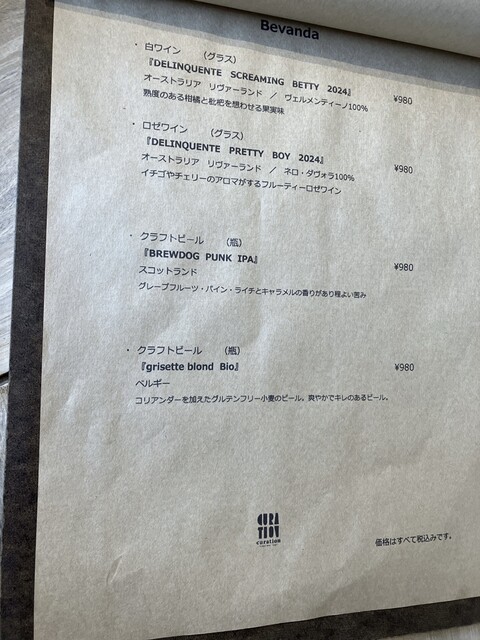 Bevanda
・ 白ワイン （グラス）
『DELINQUENTE SCREAMING BETTY 2024』
オーストラリア リヴァーランド ／ ヴェルメンティーノ100% ¥980
熟度のある柑橘と枇杷を想わせる果実味
・ ロゼワイン （グラス）
『DELINQUENTE PRETTY BOY 2024』
オーストラリア リヴァーランド ／ ネロ・ダヴォラ100% ¥980
イチゴやチェリーのアロマがするフルーティーロゼワイン
・ クラフトビール （瓶）
『BREWDOG PUNK IPA』
スコットランド ¥980
グレープフルーツ・パイン・ライチとキャラメルの香りがあり程よい苦み
・ クラフトビール （瓶）
『grisette blond Bio』 ¥980
ベルギー
コリアンダーを加えたグルテンフリー小麦のビール。爽やかでキレのあるビール。
CURA
TION
curation
価格はすべて税込みです。